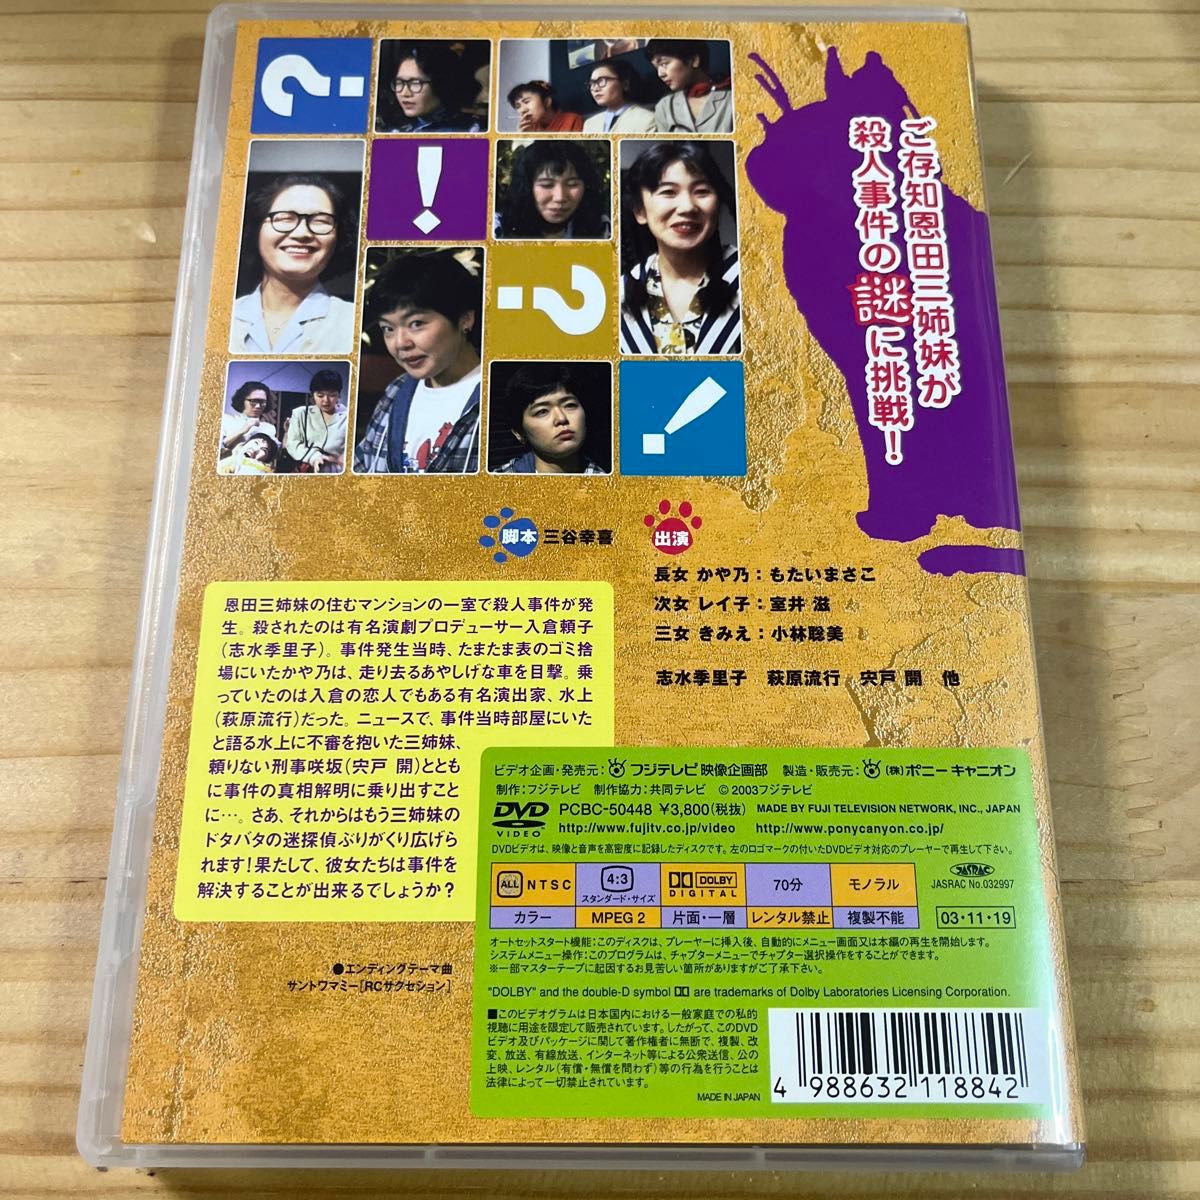 ご存知恩田三姉妹が
殺人事件の謎に挑戦！
脚本 三谷幸喜
出演
長女 かや乃：もたいまさこ
次女 レイ子：室井 滋
三女 きみえ：小林聡美
志水季里子 萩原流行 宍戸 開 他
恩田三姉妹の住むマンションの一室で殺人事件が発
生。殺されたのは有名演劇プロデューサー入倉頼子
(志水季里子)。事件発生当時、たまたま表のゴミ捨
場にいたかや乃は、走り去るあやしげな車を目撃。乗
っていたのは入倉の恋人でもある有名演出家、水上
(萩原流行)だった。ニュースで、事件当時部屋にいた
と語る水上に不審を抱いた三姉妹、
頼りない刑事咲坂(宍戸 開)ととも
に事件の真相解明に乗り出すこと
に…。さあ、それからはもう三姉妹の
ドタバタの迷探偵ぶりがくり広げら
れます!果たして、彼女たちは事件を
解決することが出来るでしょうか?
●エンディングテーマ曲
サントワマミー[RCサクセション]
ビデオ企画・発売元： フジテレビ 映像企画部 製造・販売元： (株) ポニーキャニオン
制作：フジテレビ 制作協力：共同テレビ ©2003フジテレビ
DVD VIDEO PCBC-50448 ¥3,800(税抜) MADE BY FUJI TELEVISION NETWORK, INC., JAPAN
http://www.fujitv.co.jp/video http://www.ponycanyon.co.jp/
DVDビデオは、映像と音声を高密度に記録したディスクです。左のロゴマークの付いたDVDビデオ対応のプレーヤーで再生して下さい。
ALL NTSC 4:3 スタンダード・サイズ DOLBY DIGITAL 70分 モノラル
JASRAC
JASRAC No.032997
カラー MPEG 2 片面・一層 レンタル禁止 複製不能 03・11・19
オートセットスタート機能：このディスクは、プレーヤーに挿入後、自動的にメニュー画面又は本編の再生を開始します。
システムメニュー操作：このプログラムは、チャプターメニューでチャプター選択操作をすることができます。
※一部マスターテープに起因するお見苦しい箇所がありますがご了承下さい。
"DOLBY" and the double-D symbol are trademarks of Dolby Laboratories Licensing Corporation.
■このビデオグラムは日本国内における一般家庭での私的
視聴に用途を限定して販売されています。したがって、このDVD
ビデオ及びパッケージに関して著作権者に無断で、複製、改
変、放送、有線放送、インターネット等による公衆送信、公の
上映、レンタル(有償・無償を問わず)等の行為を行うことは
法律によって一切禁止されています。
MADE IN JAPAN
4 988632 118842